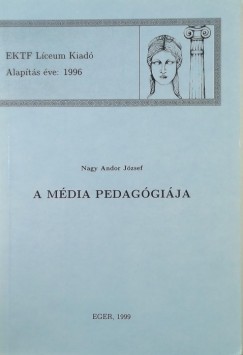 EKTF Líceum Kiadó
Alapítás éve: 1996
Nagy Andor József
A MÉDIA PEDAGÓGIÁJA
EGER, 1999